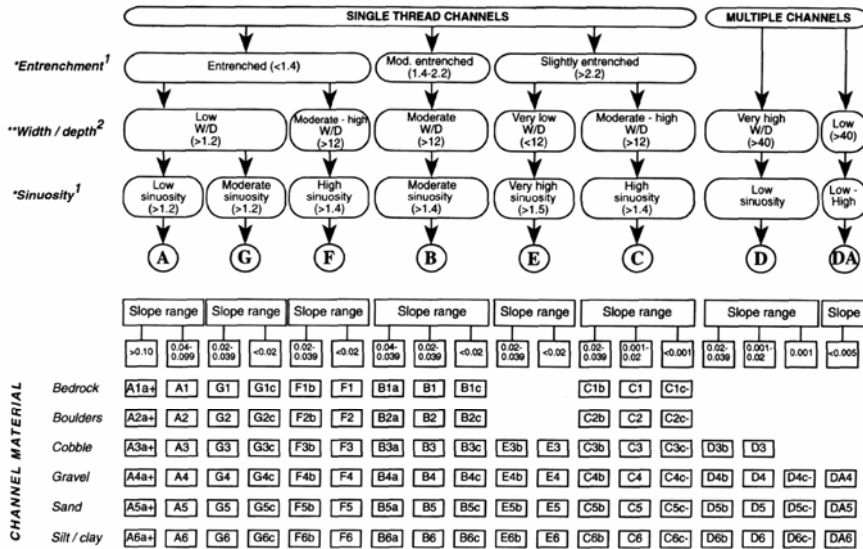 SINGLE THREAD CHANNELS MULTIPLE CHANNELS
*Entrenchment1
Entrenched (<1.4)
Mod. entrenched
(1.4-2.2)
Slightly entrenched
(>2.2)
**Width / depth2
Low
W/D
(>1.2)
Moderate - high
W/D
(>12)
Moderate
W/D
(>12)
Very low
W/D
(<12)
Moderate - high
W/D
(>12)
Very high
W/D
(>40)
Low
(>40)
*Sinuosity1
Low
sinuosity
(>1.2)
Moderate
sinuosity
(>1.2)
High
sinuosity
(>1.4)
Moderate
sinuosity
(>1.4)
Very high
sinuosity
(>1.5)
High
sinuosity
(>1.4)
Low
sinuosity
Low -
High
A G F B E C D DA
Slope range Slope range Slope range Slope range Slope range Slope range Slope range Slope
>0.10
0.04-
0.099
0.02-
0.039
<0.02
0.02-
0.039
<0.02
0.04-
0.039
0.02-
0.039
<0.02
0.02-
0.039
<0.02
0.02-
0.039
0.001-
0.02
<0.001
0.02-
0.039
0.001-
0.02
0.001
<0.005
CHANNEL MATERIAL
Bedrock A1a+ A1 G1 G1c F1b F1 B1a B1 B1c C1b C1 C1c-
Boulders A2a+ A2 G2 G2c F2b F2 B2a B2 B2c C2b C2 C2c-
Cobble A3a+ A3 G3 G3c F3b F3 B3a B3 B3c E3b E3 C3b C3 C3c- D3b D3
Gravel A4a+ A4 G4 G4c F4b F4 B4a B4 B4c E4b E4 C4b C4 C4c- D4b D4 D4c- DA4
Sand A5a+ A5 G5 G5c F5b F5 B5a B5 B5c E5b E5 C5b C5 C5c- D5b D5 D5c- DA5
Silt / clay A6a+ A6 G6 G6c F6b F6 B6a B6 B6c E6b E6 C6b C6 C6c- D6b D6 D6c- DA6